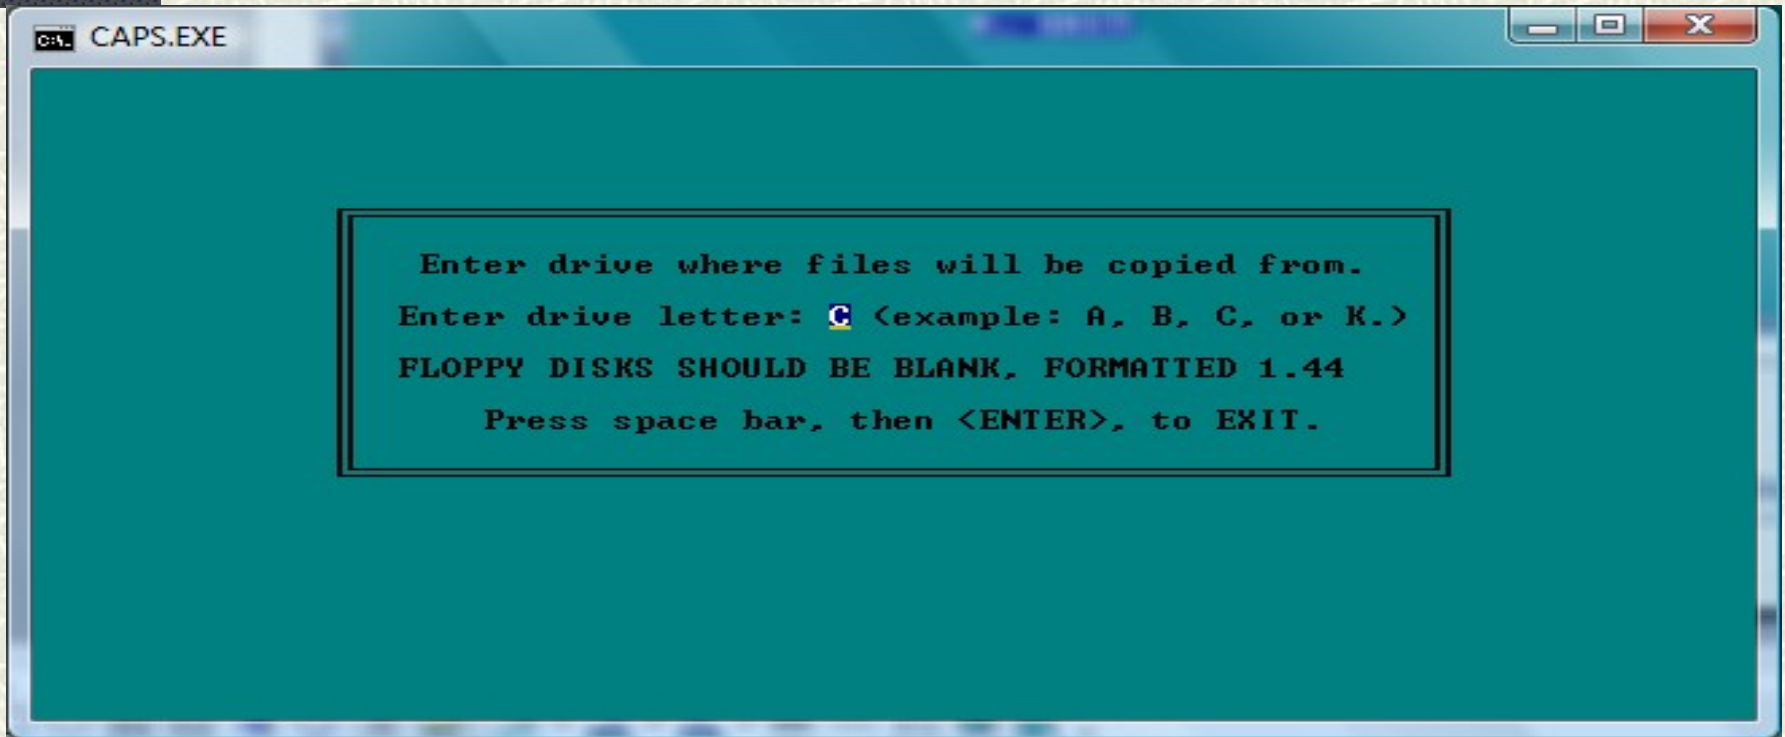 CAPS.EXE
Enter drive where files will be copied from.
Enter drive letter: C (example: A, B, C, or K.)
FLOPPY DISKS SHOULD BE BLANK, FORMATTED 1.44
Press space bar, then <ENTER>, to EXIT.